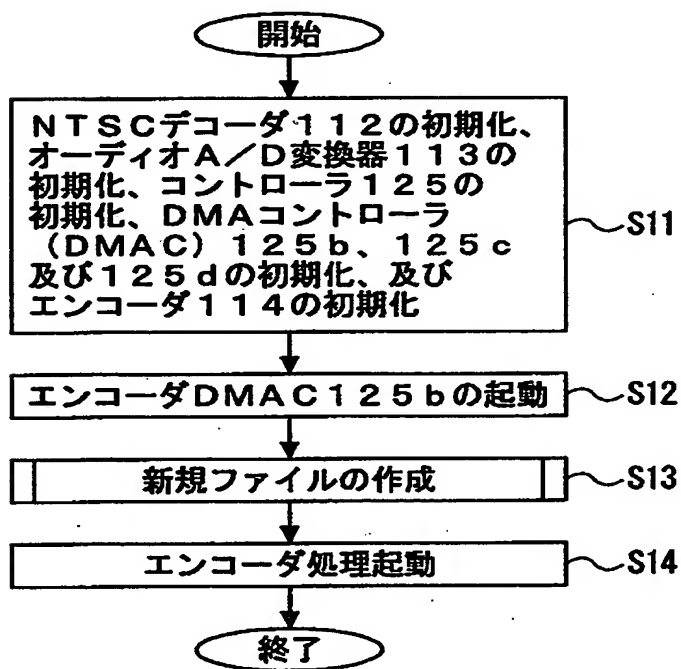 開始
NTSCデコーダ112の初期化、
オーディオA/D変換器113の
初期化、コントローラ125の
初期化、DMAコントローラ
(DMAC)125b、125c
及び125dの初期化、及び
エンコーダ114の初期化
S11
エンコーダDMAC125bの起動
S12
新規ファイルの作成
S13
エンコーダ処理起動
S14
終了